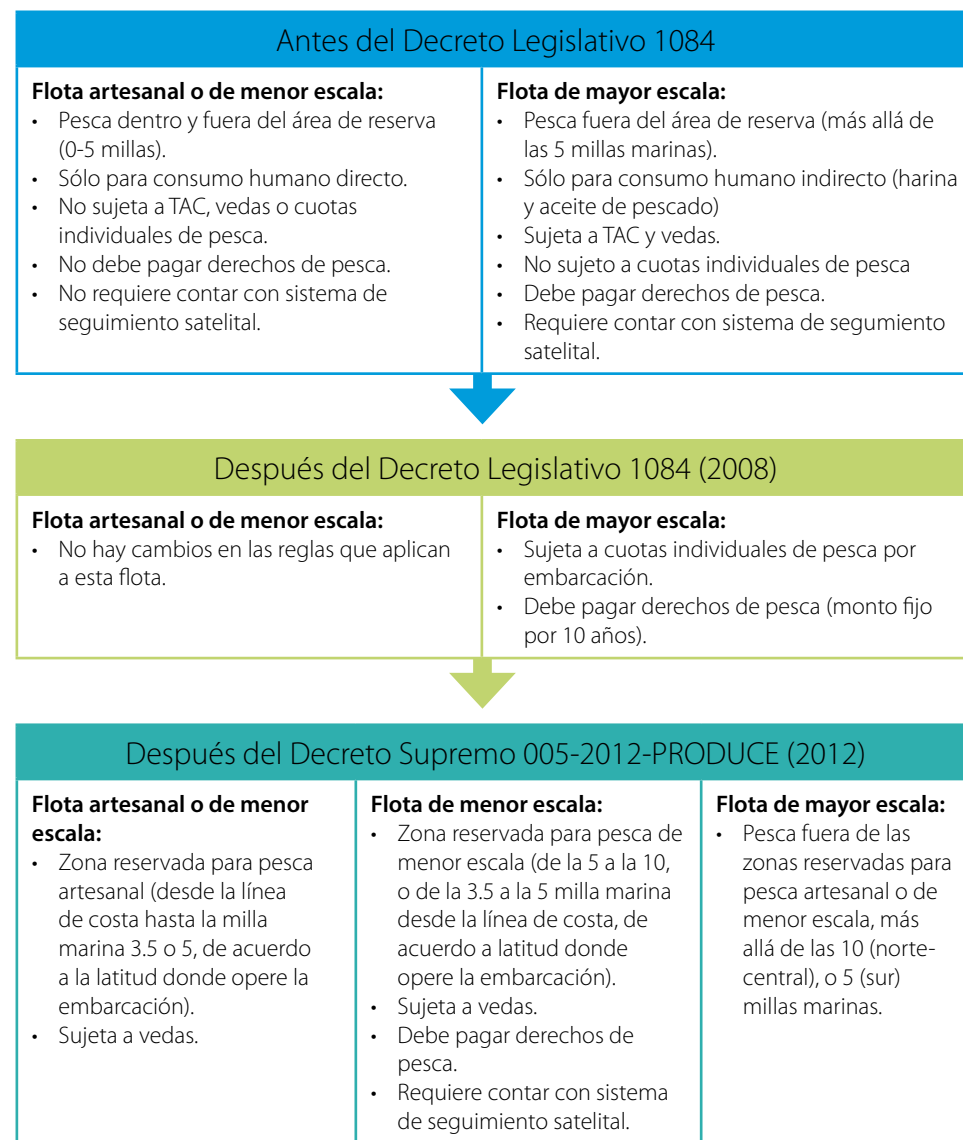 Antes del Decreto Legislativo 1084
Flota artesanal o de menor escala:
• Pesca dentro y fuera del área de reserva
(0-5 millas).
• Sólo para consumo humano directo.
• No sujeta a TAC, vedas o cuotas
individuales de pesca.
• No debe pagar derechos de pesca.
• No requiere contar con sistema de
seguimiento satelital.
Flota de mayor escala:
• Pesca fuera del área de reserva (más allá de
las 5 millas marinas).
• Sólo para consumo humano indirecto (harina
y aceite de pescado)
• Sujeta a TAC y vedas.
• No sujeto a cuotas individuales de pesca
• Debe pagar derechos de pesca.
• Requiere contar con sistema de segumiento
satelital.
Después del Decreto Legislativo 1084 (2008)
Flota artesanal o de menor escala:
• No hay cambios en las reglas que aplican
a esta flota.
Flota de mayor escala:
• Sujeta a cuotas individuales de pesca por
embarcación.
• Debe pagar derechos de pesca (monto fijo
por 10 años).
Después del Decreto Supremo 005-2012-PRODUCE (2012)
Flota artesanal o de menor
escala:
• Zona reservada para pesca
artesanal (desde la línea
de costa hasta la milla
marina 3.5 o 5, de acuerdo
a la latitud donde opere la
embarcación).
• Sujeta a vedas.
Flota de menor escala:
• Zona reservada para pesca de
menor escala (de la 5 a la 10,
o de la 3.5 a la 5 milla marina
desde la línea de costa, de
acuerdo a latitud donde
opere la embarcación).
• Sujeta a vedas.
• Debe pagar derechos de
pesca.
• Requiere contar con sistema
de seguimiento satelital.
Flota de mayor escala:
• Pesca fuera de las
zonas reservadas para
pesca artesanal o de
menor escala, más
allá de las 10 (norte-
central), o 5 (sur)
millas marinas.